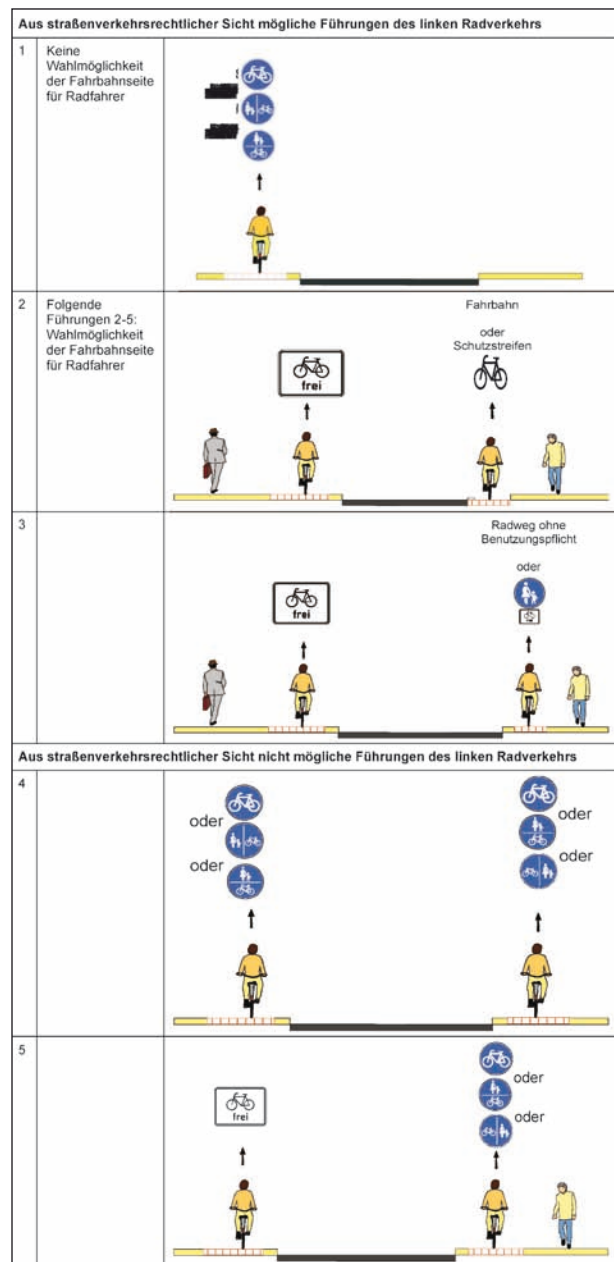 Aus straßenverkehrsrechtlicher Sicht mögliche Führungen des linken Radverkehrs
1
Keine
Wahlmöglichkeit
der Fahrbahnseite
für Radfahrer
2
Folgende
Führungen 2-5:
Wahlmöglichkeit
der Fahrbahnseite
für Radfahrer
frei
Fahrbahn
oder
Schutzstreifen
3
frei
Radweg ohne
Benutzungspflicht
oder
Aus straßenverkehrsrechtlicher Sicht nicht mögliche Führungen des linken Radverkehrs
4
oder
oder
oder
oder
5
frei
oder
oder